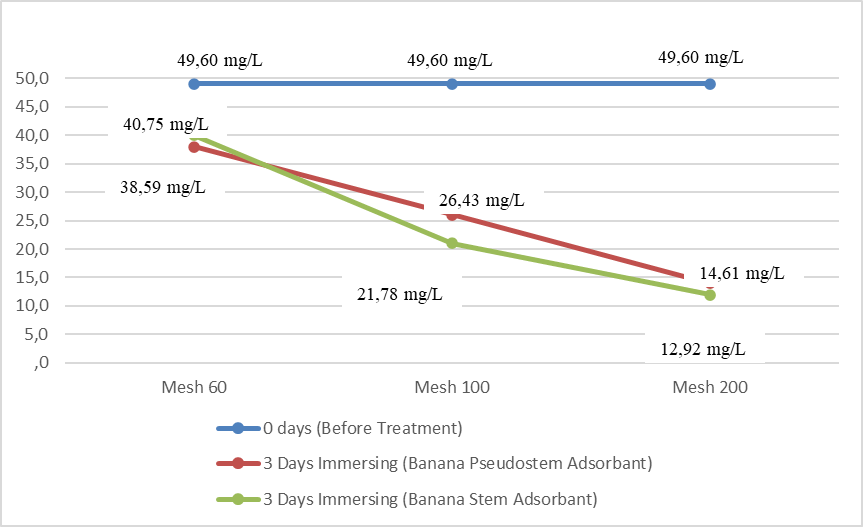 49,60 mg/L 49,60 mg/L 49,60 mg/L
50,0
45,0
40,0
35,0
30,0
25,0
20,0
15,0
10,0
5,0
,0
40,75 mg/L
38,59 mg/L
26,43 mg/L
21,78 mg/L
14,61 mg/L
12,92 mg/L
Mesh 60 Mesh 100 Mesh 200
0 days (Before Treatment)
3 Days Immersing (Banana Pseudostem Adsorbant)
3 Days Immersing (Banana Stem Adsorbant)